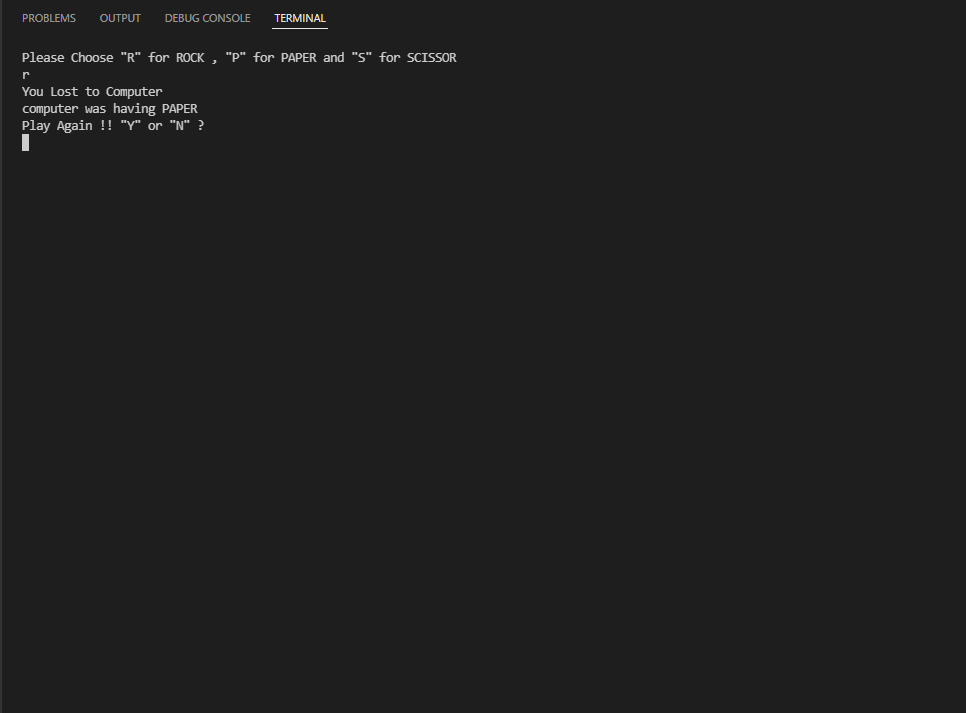 PROBLEMS OUTPUT DEBUG CONSOLE TERMINAL
Please Choose "R" for ROCK , "P" for PAPER and "S" for SCISSOR
r
You Lost to Computer
computer was having PAPER
Play Again !! "Y" or "N" ?